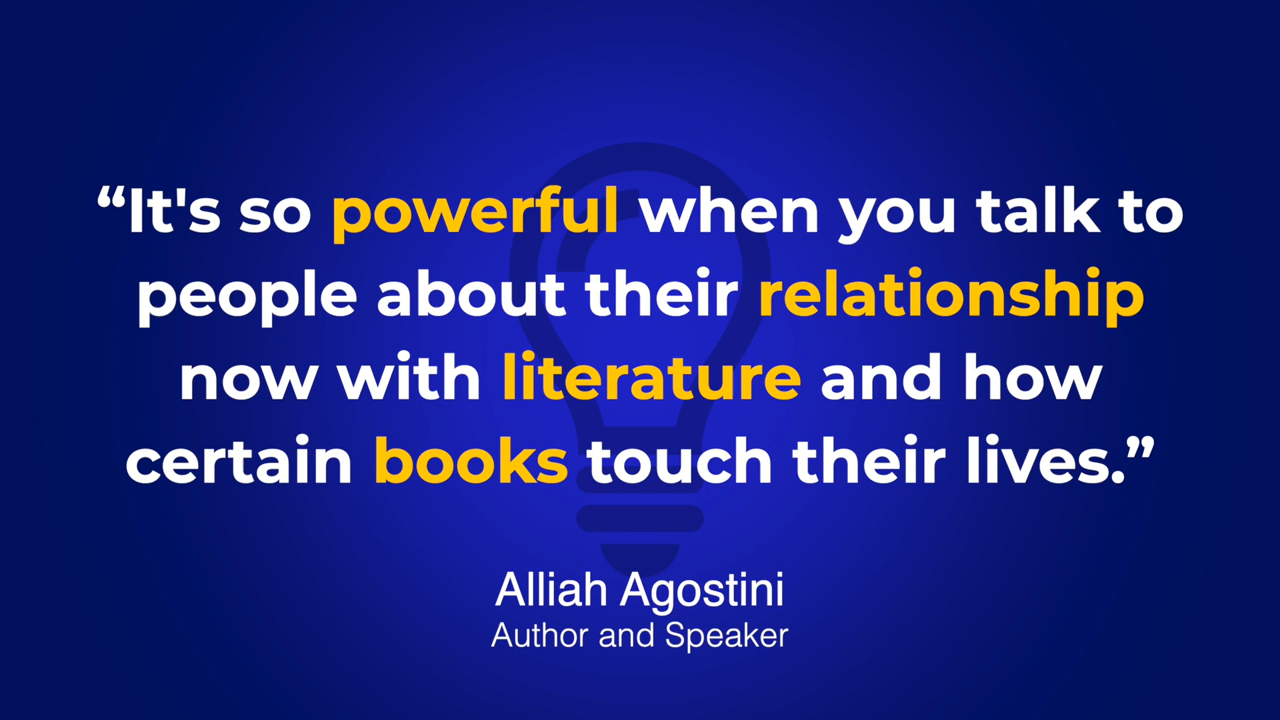 “It's so powerful when you talk to
people about their relationship
now with literature and how
certain books touch their lives.”
Alliah Agostini
Author and Speaker